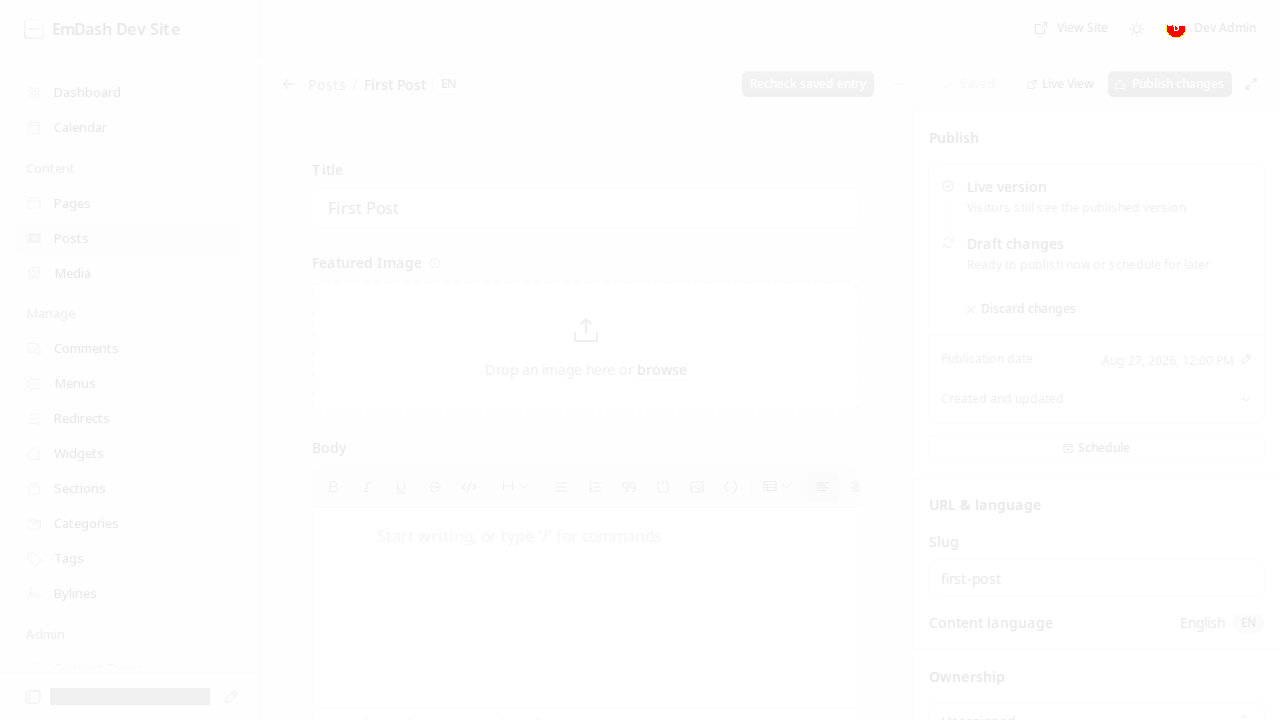 EmDash Dev Site
View Site
Dev Admin
Dashboard
Calendar
Content
Pages
Posts
Media
Manage
Comments
Menus
Redirects
Widgets
Sections
Categories
Tags
Bylines
Admin
Posts / First Post EN
Recheck saved entry
Saved
Live View
Publish changes
Title
First Post
Featured Image
Drop an image here or browse
Body
Start writing, or type '/' for commands
Publish
Live version
Visitors still see the published version
Draft changes
Ready to publish now or schedule for later
Discard changes
Publication date
Aug 27, 2026, 12:00 PM
Created and updated
Schedule
URL & language
Slug
first-post
Content language
English EN
Ownership